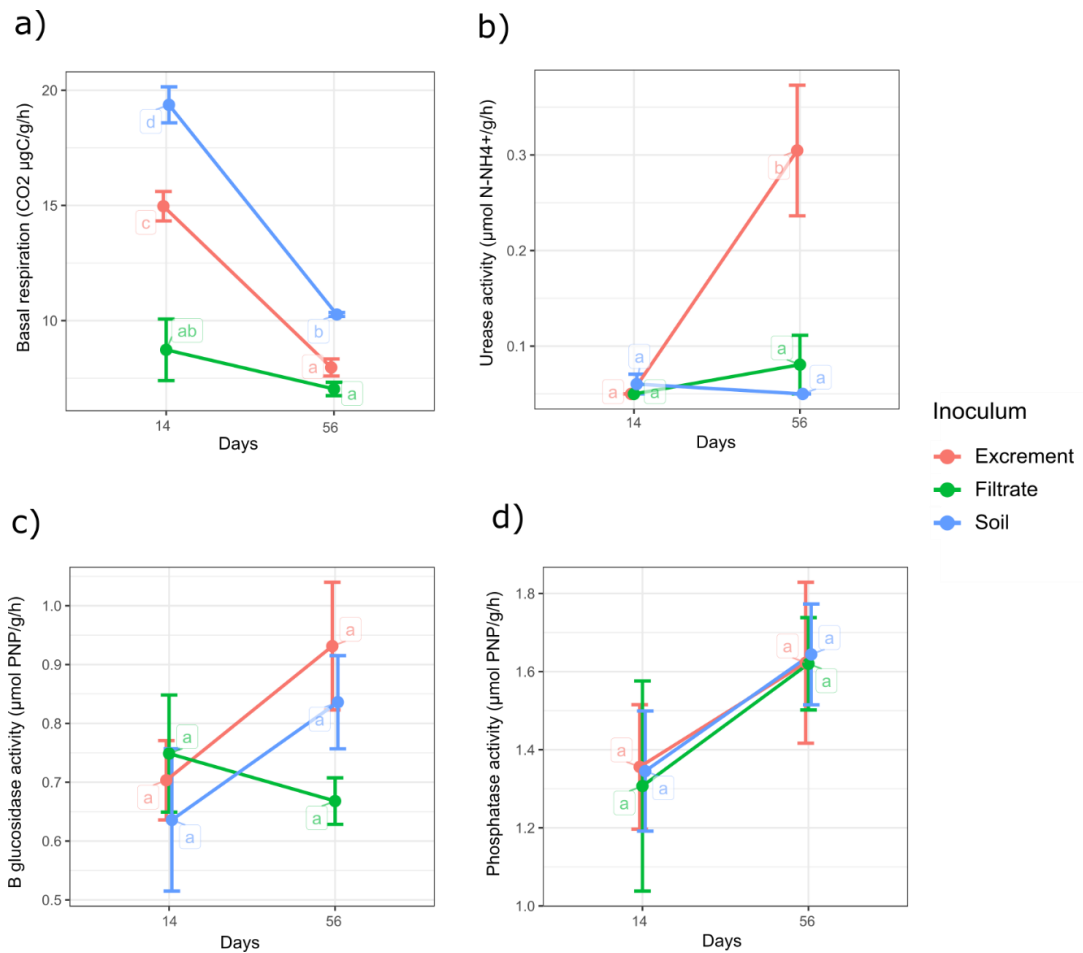 a)
Basal respiration (CO2 µgC/g/h)
20
15
10
d
c
ab
b
a
a
14
56
Days
b)
Urease activity (µmol N-NH4+/g/h)
0.3
0.2
0.1
b
a
a
a
a
a
14
56
Days
Inoculum
Excrement
Filtrate
Soil
c)
B glucosidase activity (µmol PNP/g/h)
1.0
0.9
0.8
0.7
0.6
0.5
a
a
a
a
a
a
14
56
Days
d)
Phosphatase activity (µmol PNP/g/h)
1.8
1.6
1.4
1.2
1.0
a
a
a
a
a
a
14
56
Days